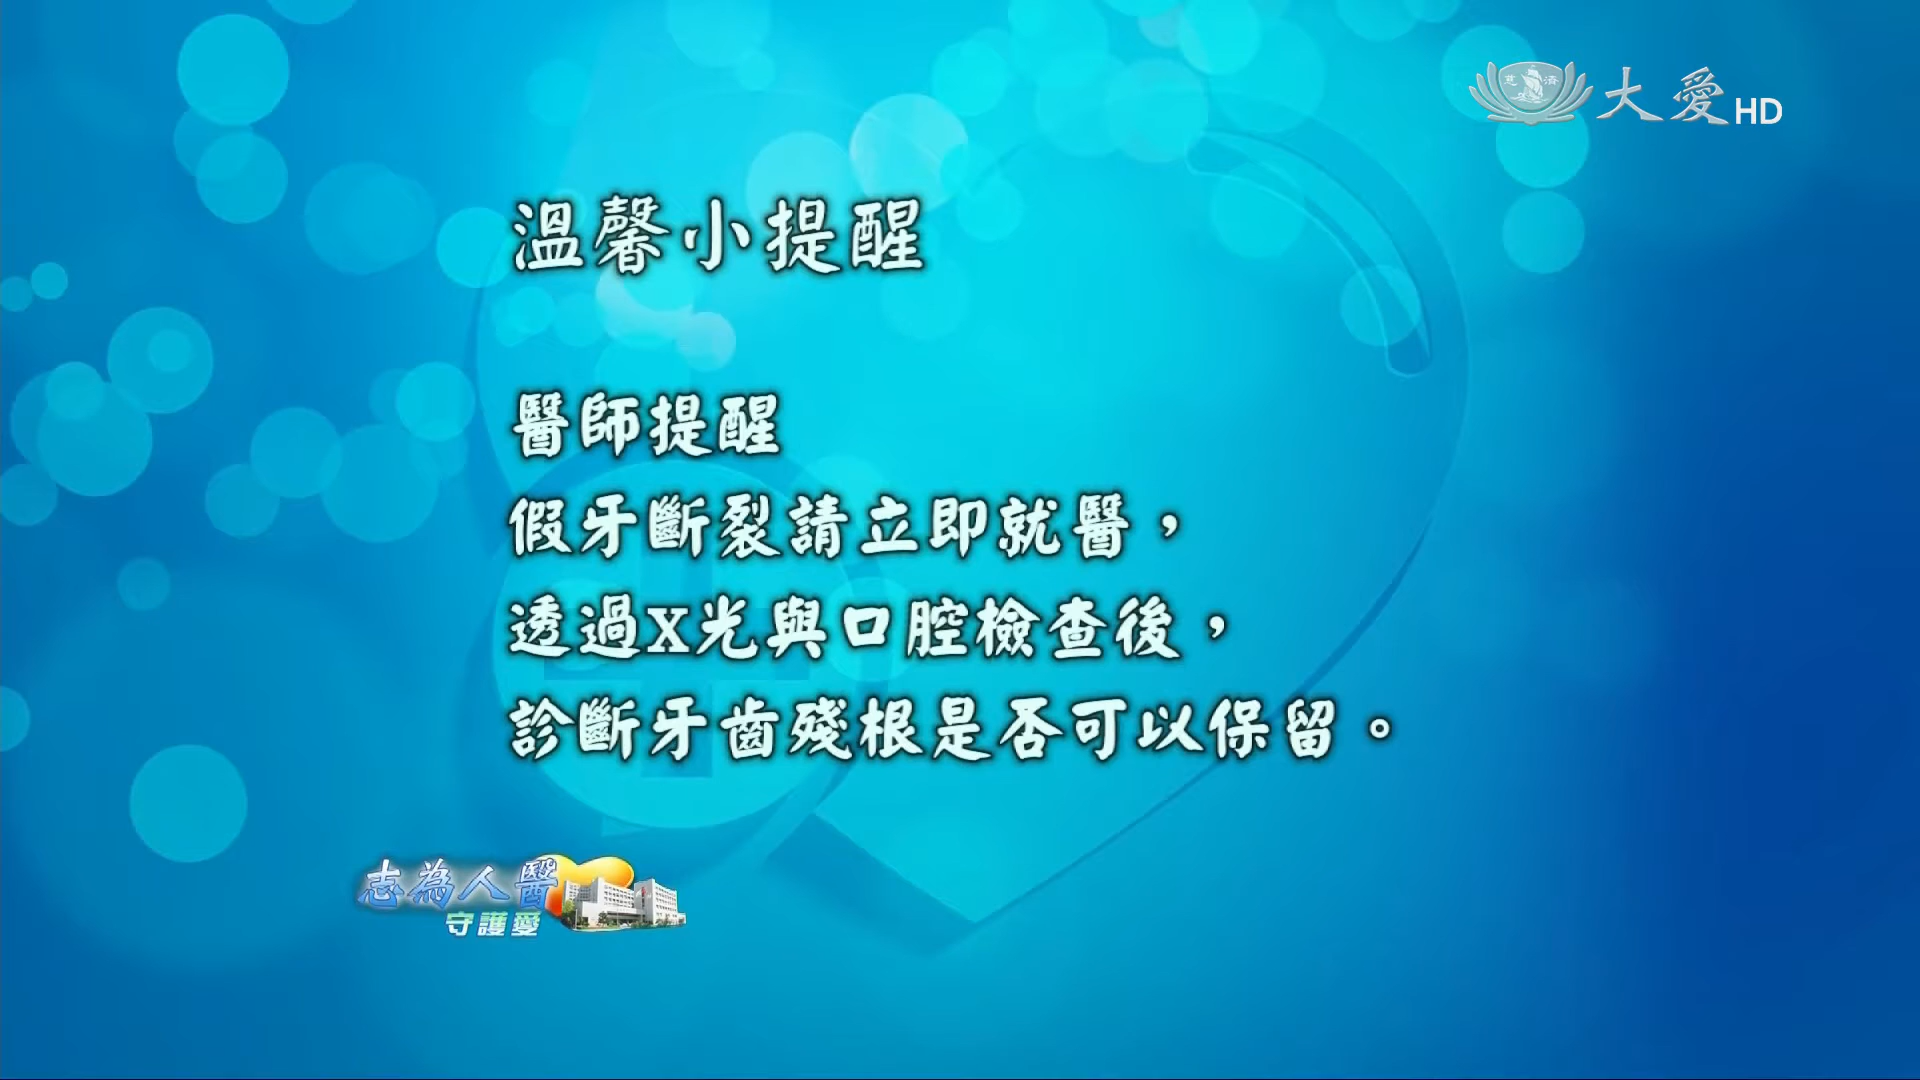 大愛HD
溫馨小提醒
醫師提醒
假牙斷裂請立即就醫，
透過X光與口腔檢查後，
診斷牙齒殘根是否可以保留。
志為人醫
守護愛